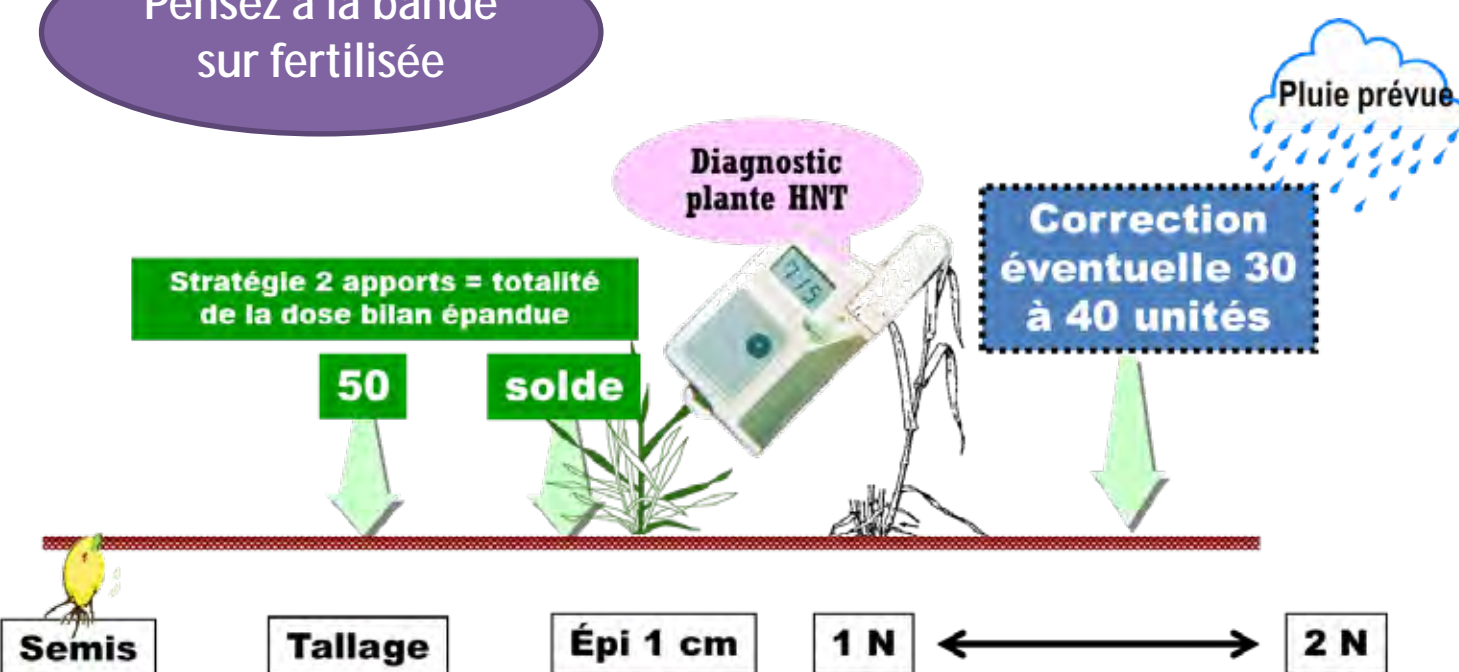 Pensez à la bande
sur fertilisée
Pluie prévue
Diagnostic
plante HNT
Correction
éventuelle 30
à 40 unités
Stratégie 2 apports = totalité
de la dose bilan épandue
50
solde
715
Semis
Tallage
Épi 1 cm
1 N
2 N